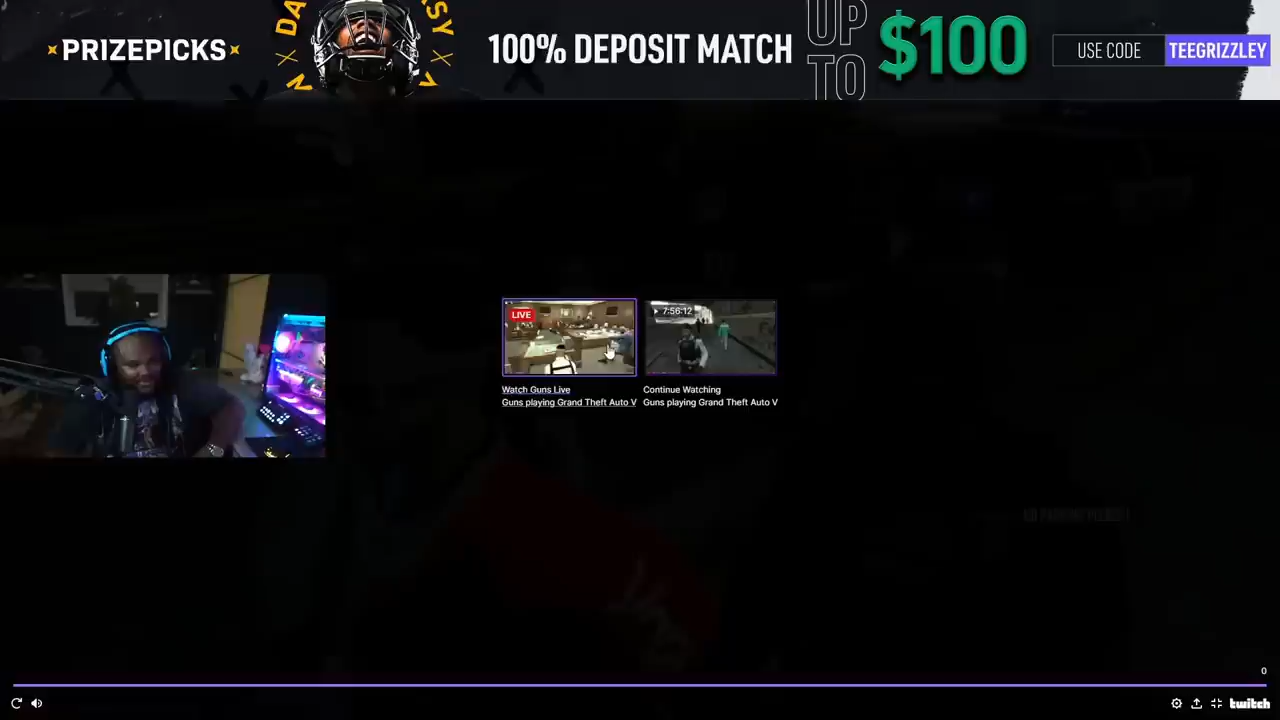 PRIZEPICKS
100% DEPOSIT MATCH
UP
TO
$100
USE CODE
TEEGRIZZLEY
LIVE
7:56:12
Watch Guns Live
Guns playing Grand Theft Auto V
Continue Watching
Guns playing Grand Theft Auto V
0
twitch